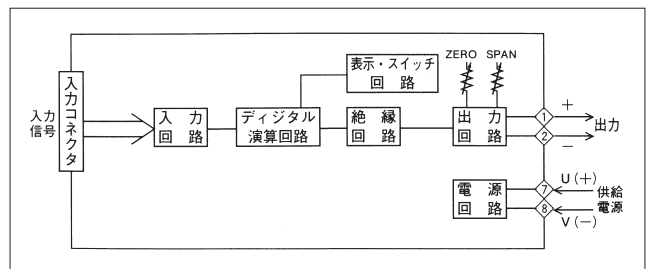 ZERO SPAN
表示・スイッチ
回 路
入力コネクタ
入力
信号
入 力
回 路
ディジタル
演算回路
絶 縁
回 路
出 力
回 路
1
+
2
−
出力
電 源
回 路
7
U(+)
8
V(−)
供給
電源